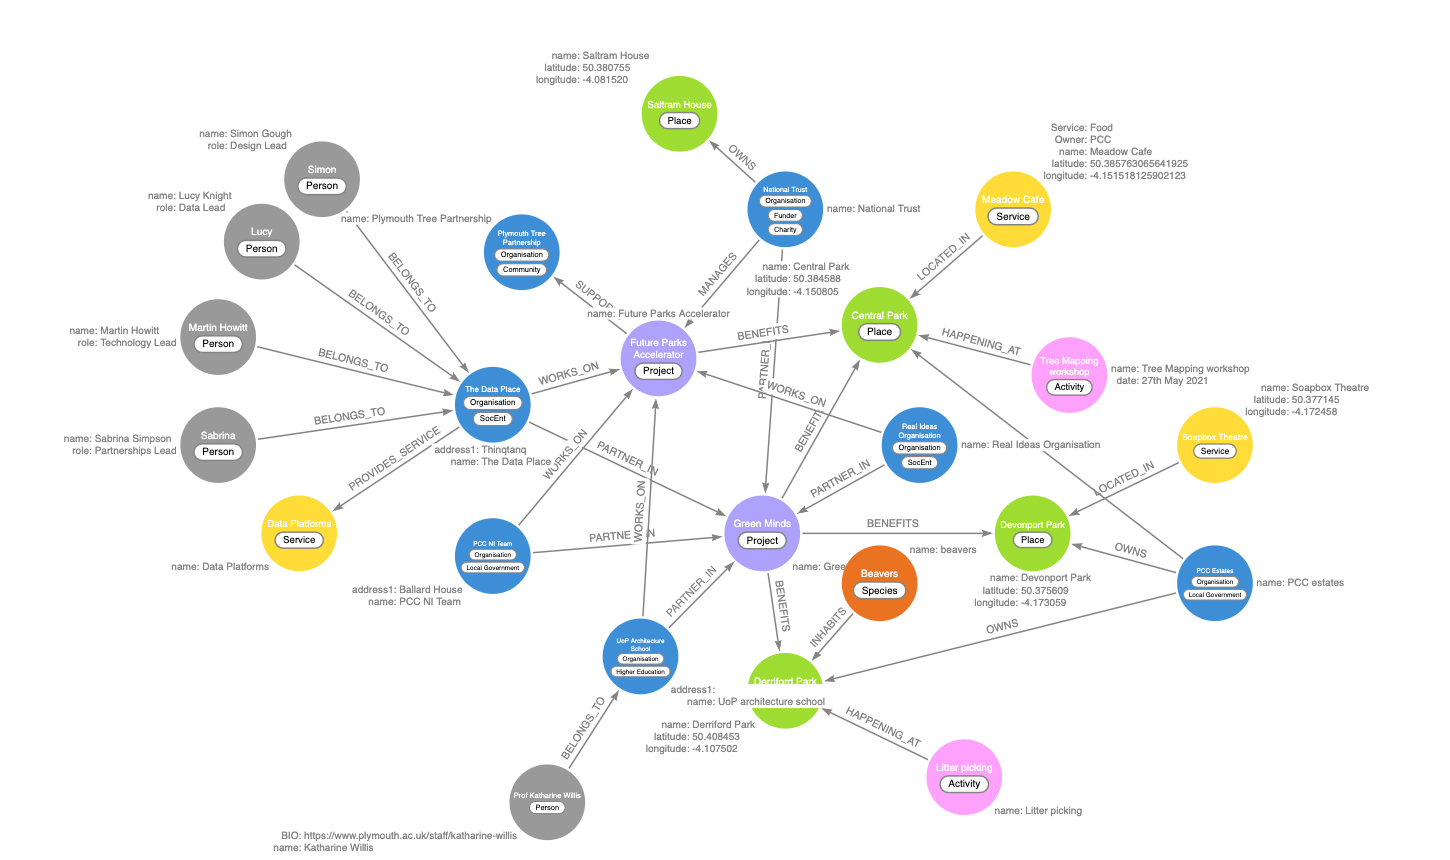 name: Saltram House
latitude: 50.380755
longitude: -4.081520
Saltram House
Place
OWNS
name: Simon Gough
role: Design Lead
Simon
Person
name: Lucy Knight
role: Data Lead
Lucy
Person
name: Plymouth Tree Partnership
Plymouth Tree
Partnership
Organisation
Community
National Trust
Organisation
Funder
Charity
name: National Trust
Service: Food
Owner: PCC
name: Meadow Cafe
latitude: 50.385763065641925
longitude: -4.151518125902123
Meadow Cafe
Service
LOCATED_IN
BELONGS_TO
BELONGS_TO
MANAGES
name: Central Park
latitude: 50.384588
longitude: -4.150805
Central Park
Place
name: Future Parks Accelerator
Future Parks
Accelerator
Project
BENEFITS
HAPPENING_AT
Tree Mapping
workshop
Activity
name: Tree Mapping workshop
date: 27th May 2021
name: Martin Howitt
role: Technology Lead
Martin Howitt
Person
BELONGS_TO
The Data Place
Organisation
SocEnt
WORKS_ON
WORKS_ON
name: Soapbox Theatre
latitude: 50.377145
longitude: -4.172458
Soapbox Theatre
Service
LOCATED_IN
name: Sabrina Simpson
role: Partnerships Lead
Sabrina
Person
BELONGS_TO
PROVIDES_SERVICE
address1: Thinqtanq
name: The Data Place
WORKS_ON
PARTNER_IN
Real Ideas
Organisation
Organisation
SocEnt
name: Real Ideas Organisation
PARTNER_IN
Data Platforms
Service
name: Data Platforms
PCC NI Team
Organisation
Local Government
address1: Ballard House
name: PCC NI Team
WORKS_ON
Green Minds
Project
BENEFITS
Devonport Park
Place
name: Devonport Park
latitude: 50.375609
longitude: -4.173059
OWNS
PCC Estates
Organisation
Local Government
name: PCC estates
OWNS
name: beavers
Beavers
Species
INHABITS
BENEFITS
PARTNER_IN
UoP Architecture
School
Organisation
Higher Education
address1:
name: UoP architecture school
Derriford Park
name: Derriford Park
latitude: 50.408453
longitude: -4.107502
HAPPENING_AT
Litter picking
Activity
name: Litter picking
BELONGS_TO
Prof Katharine Willis
Person
BIO: https://www.plymouth.ac.uk/staff/katharine-willis
name: Katharine Willis